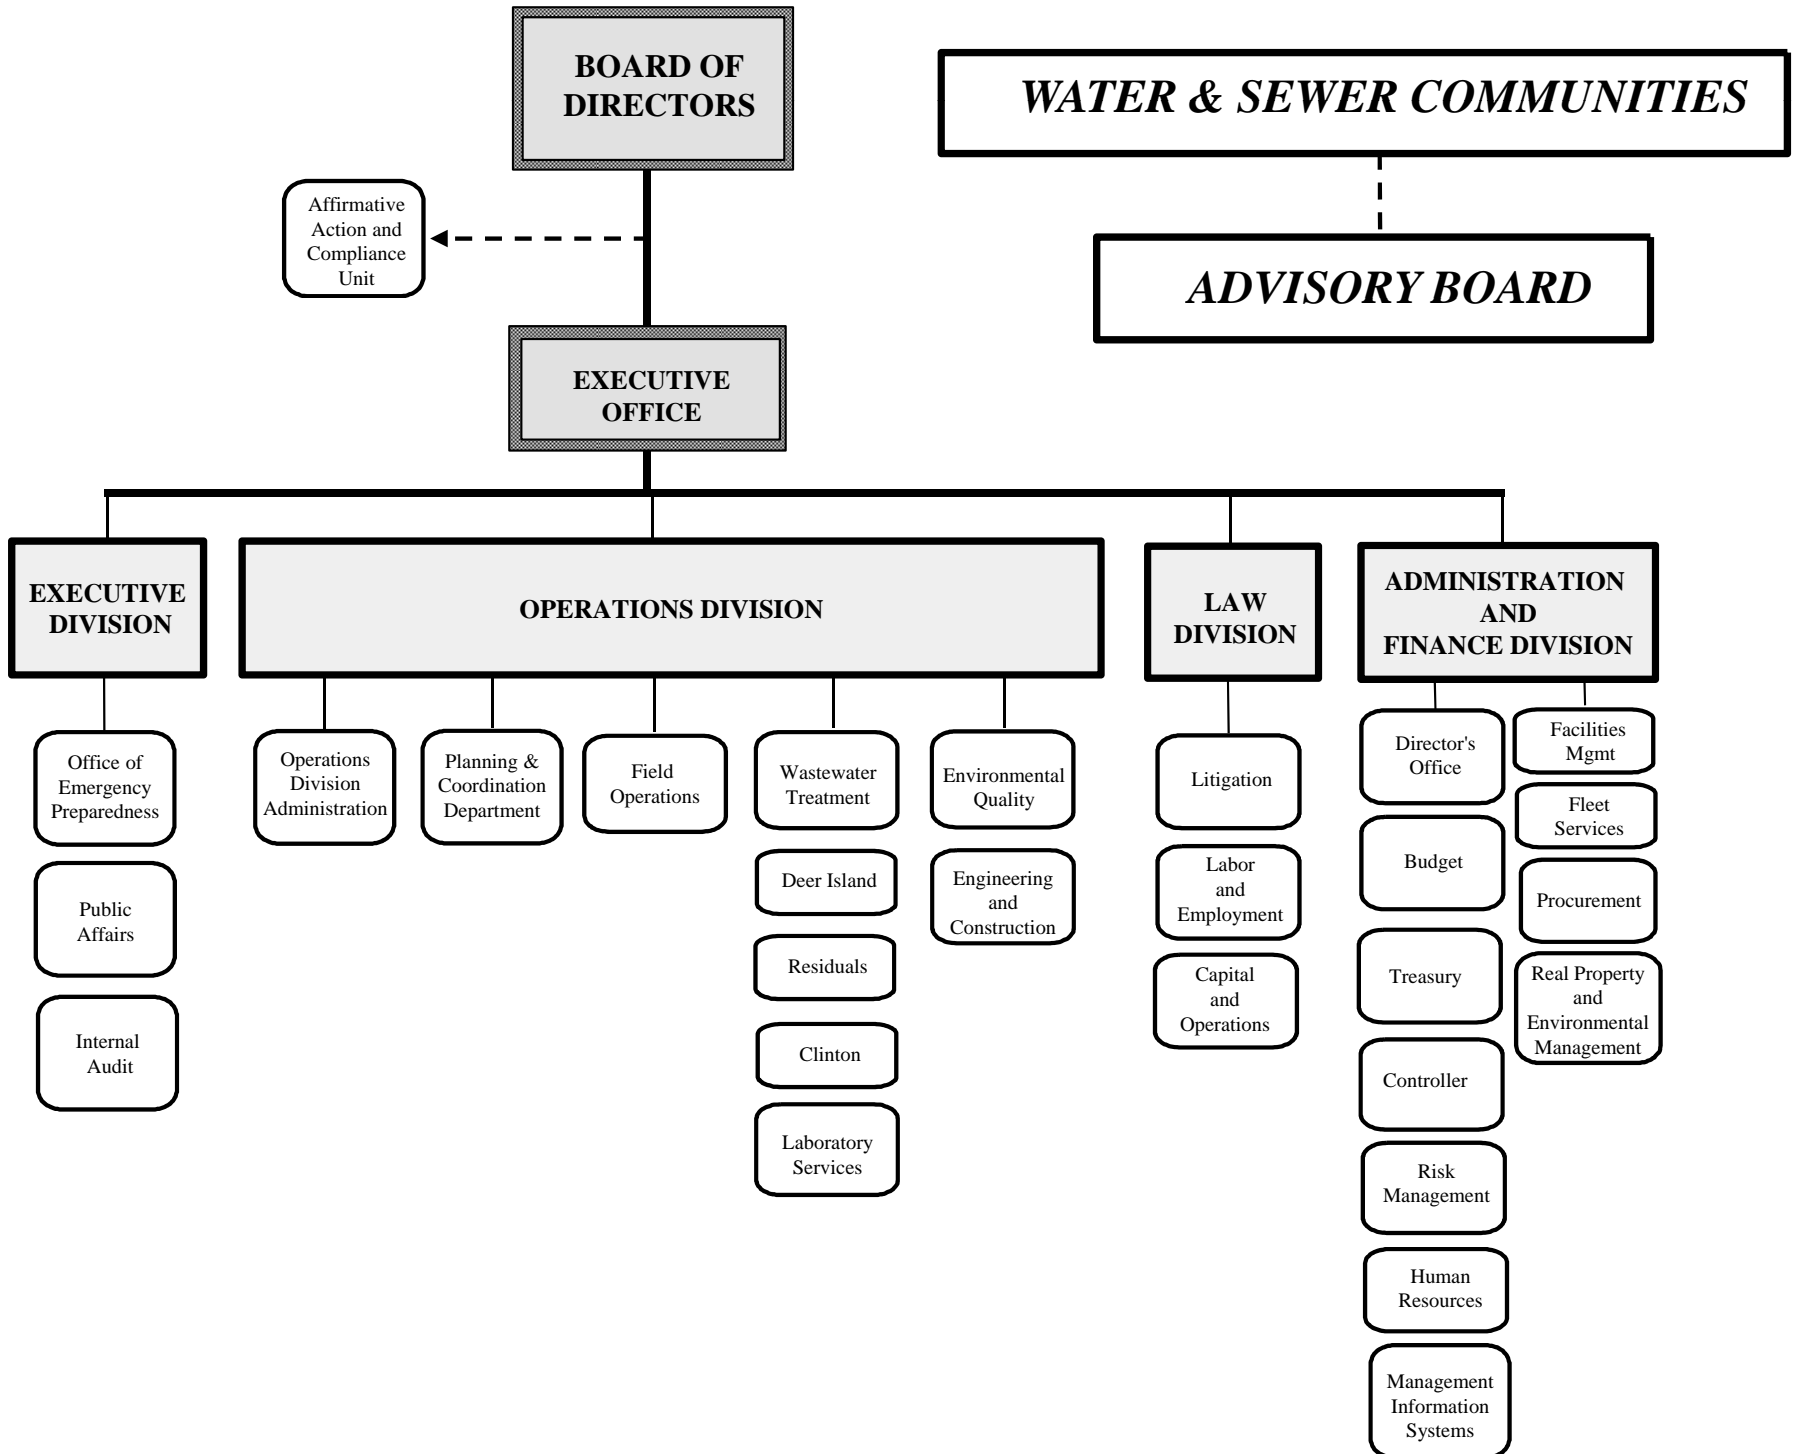 BOARD OF
DIRECTORS
WATER & SEWER COMMUNITIES
Affirmative
Action and
Compliance
Unit
ADVISORY BOARD
EXECUTIVE
OFFICE
EXECUTIVE
DIVISION
OPERATIONS DIVISION
LAW
DIVISION
ADMINISTRATION
AND
FINANCE DIVISION
Office of
Emergency
Preparedness
Public
Affairs
Internal
Audit
Operations
Division
Administration
Planning &
Coordination
Department
Field
Operations
Wastewater
Treatment
Deer Island
Residuals
Clinton
Laboratory
Services
Environmental
Quality
Engineering
and
Construction
Litigation
Labor
and
Employment
Capital
and
Operations
Director's
Office
Budget
Treasury
Controller
Risk
Management
Human
Resources
Management
Information
Systems
Facilities
Mgmt
Fleet
Services
Procurement
Real Property
and
Environmental
Management